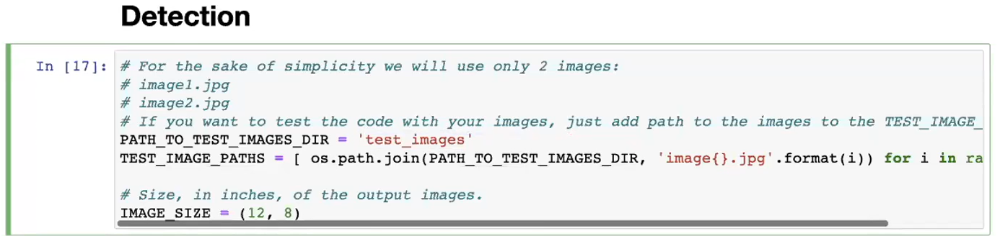 Detection
In [17]: # For the sake of simplicity we will use only 2 images:
# image1.jpg
# image2.jpg
# If you want to test the code with your images, just add path to the images to the TEST_IMAGE_
PATH_TO_TEST_IMAGES_DIR = 'test_images'
TEST_IMAGE_PATHS = [ os.path.join(PATH_TO_TEST_IMAGES_DIR, 'image{}.jpg'.format(i)) for i in ra
# Size, in inches, of the output images.
IMAGE_SIZE = (12, 8)